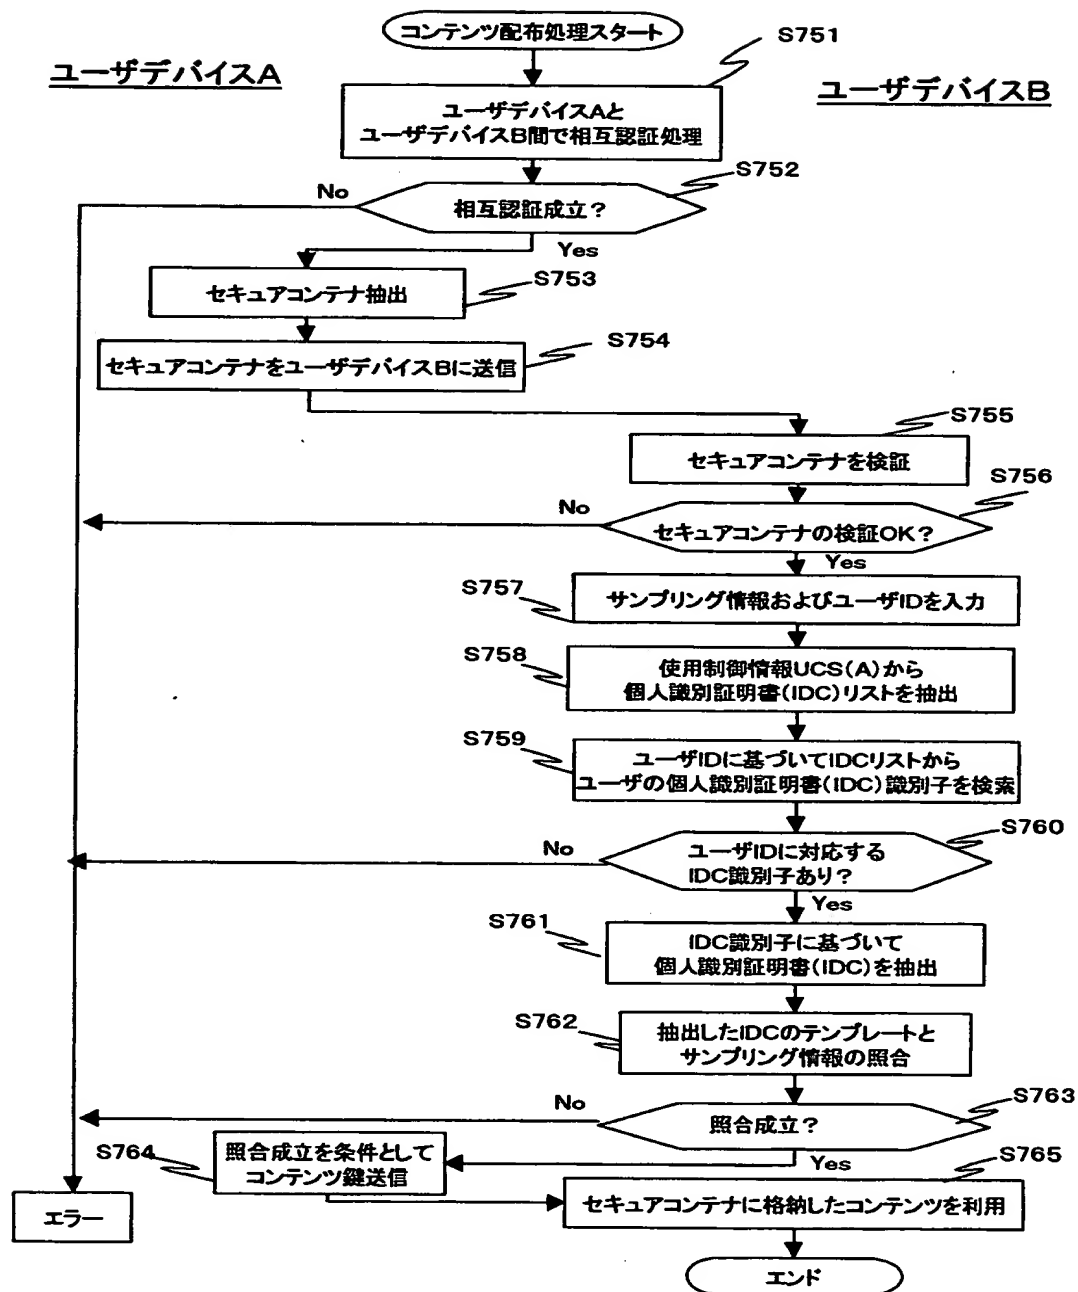 コンテンツ配布処理スタート
S751
ユーザデバイスA
ユーザデバイスB
ユーザデバイスAと
ユーザデバイスB間で相互認証処理
S752
No
相互認証成立？
Yes
セキュアコンテナ抽出
S753
セキュアコンテナをユーザデバイスBに送信
S754
S755
セキュアコンテナを検証
S756
No
セキュアコンテナの検証OK？
Yes
S757
サンプリング情報およびユーザIDを入力
S758
使用制御情報UCS(A)から
個人識別証明書(IDC)リストを抽出
S759
ユーザIDに基づいてIDCリストから
ユーザの個人識別証明書(IDC)識別子を検索
S760
No
ユーザIDに対応する
IDC識別子あり？
Yes
S761
IDC識別子に基づいて
個人識別証明書(IDC)を抽出
S762
抽出したIDCのテンプレートと
サンプリング情報の照合
S763
No
照合成立？
Yes
S764
照合成立を条件として
コンテンツ鍵送信
S765
セキュアコンテナに格納したコンテンツを利用
エラー
エンド